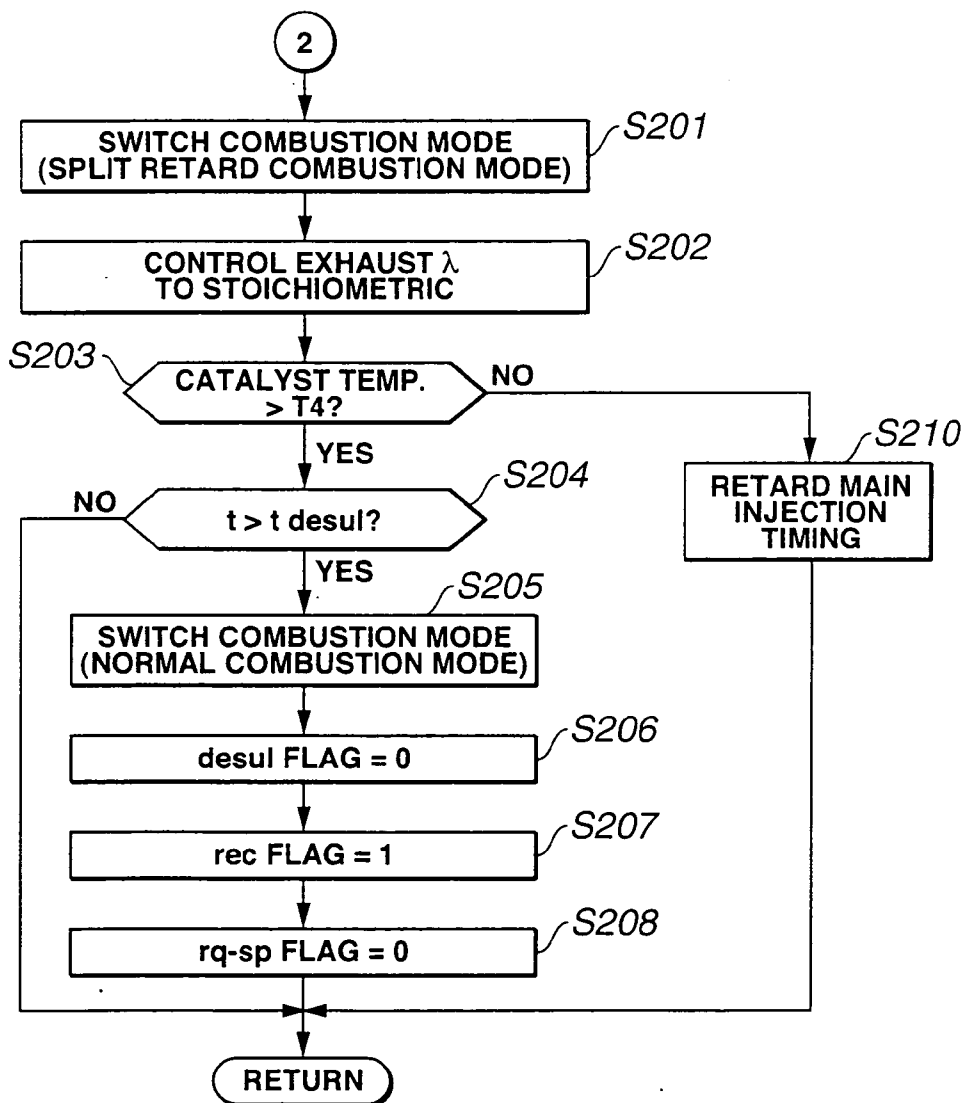 2
SWITCH COMBUSTION MODE
(SPLIT RETARD COMBUSTION MODE)
S201
CONTROL EXHAUST λ
TO STOICHIOMETRIC
S202
S203
CATALYST TEMP.
> T4?
NO
YES
S210
RETARD MAIN
INJECTION
TIMING
S204
NO
t > t desul?
YES
S205
SWITCH COMBUSTION MODE
(NORMAL COMBUSTION MODE)
S206
desul FLAG = 0
S207
rec FLAG = 1
S208
rq-sp FLAG = 0
RETURN